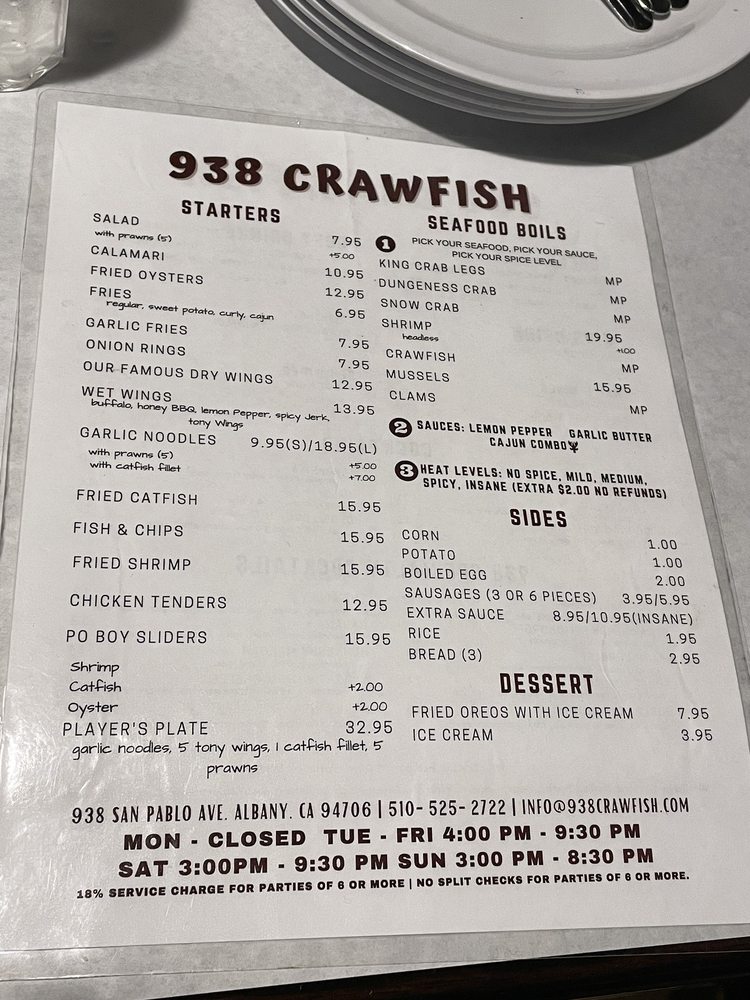 938 CRAWFISH
STARTERS
SALAD 7.95
with prawns (5) +5.00
CALAMARI 10.95
FRIED OYSTERS 12.95
FRIES 6.95
regular, sweet potato, curly, cajun
GARLIC FRIES 7.95
ONION RINGS 7.95
OUR FAMOUS DRY WINGS 12.95
WET WINGS 13.95
buffalo, honey BBQ, lemon Pepper, spicy Jerk,
tony Wings
GARLIC NOODLES 9.95(S)/18.95(L)
with prawns (5) +5.00
with catfish fillet +7.00
FRIED CATFISH 15.95
FISH & CHIPS 15.95
FRIED SHRIMP 15.95
CHICKEN TENDERS 12.95
PO BOY SLIDERS 15.95
Shrimp
Catfish +2.00
Oyster +2.00
PLAYER'S PLATE 32.95
garlic noodles, 5 tony wings, 1 catfish fillet, 5
prawns
SEAFOOD BOILS
1 PICK YOUR SEAFOOD, PICK YOUR SAUCE,
PICK YOUR SPICE LEVEL
KING CRAB LEGS MP
DUNGENESS CRAB MP
SNOW CRAB MP
SHRIMP 19.95
headless +1.00
CRAWFISH MP
MUSSELS 15.95
CLAMS MP
2 SAUCES: LEMON PEPPER GARLIC BUTTER
CAJUN COMBO
3 HEAT LEVELS: NO SPICE, MILD, MEDIUM,
SPICY, INSANE (EXTRA $2.00 NO REFUNDS)
SIDES
CORN 1.00
POTATO 1.00
BOILED EGG 2.00
SAUSAGES (3 OR 6 PIECES) 3.95/5.95
EXTRA SAUCE 8.95/10.95(INSANE)
RICE 1.95
BREAD (3) 2.95
DESSERT
FRIED OREOS WITH ICE CREAM 7.95
ICE CREAM 3.95
938 SAN PABLO AVE. ALBANY. CA 94706 | 510- 525- 2722 | INFO@938CRAWFISH.COM
MON - CLOSED TUE - FRI 4:00 PM - 9:30 PM
SAT 3:00PM - 9:30 PM SUN 3:00 PM - 8:30 PM
18% SERVICE CHARGE FOR PARTIES OF 6 OR MORE | NO SPLIT CHECKS FOR PARTIES OF 6 OR MORE.